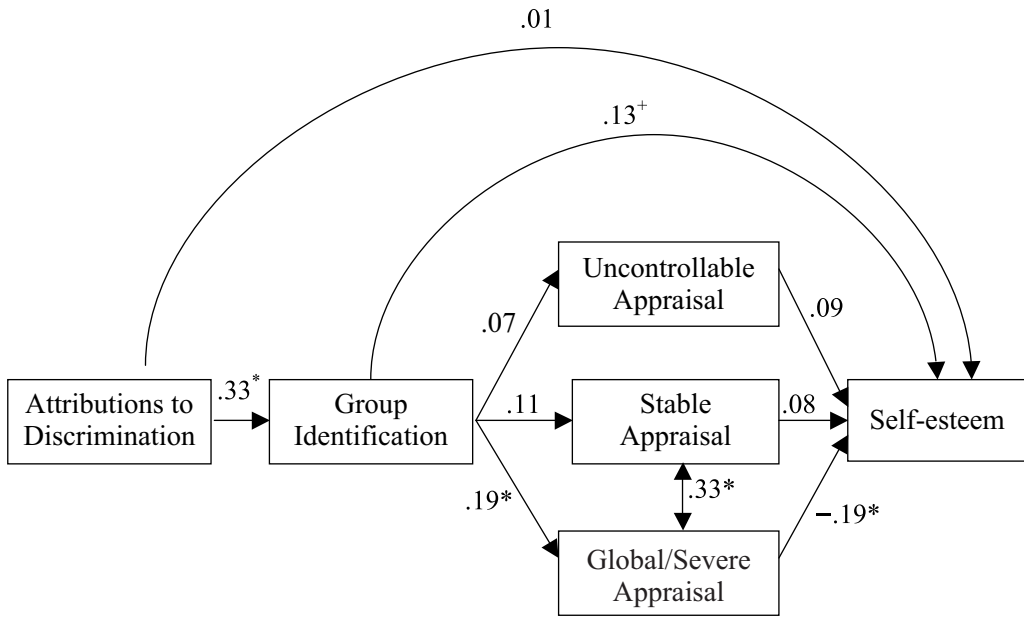 .01
.13+
Uncontrollable
Appraisal
.07
.09
Attributions to
Discrimination
.33*
Group
Identification
.11
Stable
Appraisal
.08
Self-esteem
.19*
.33*
–.19*
Global/Severe
Appraisal